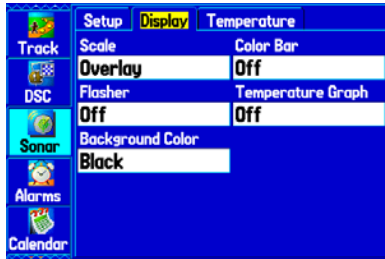 Setup Display Temperature
Track
DSC
Sonar
Alarms
Calendar
Scale Color Bar
Overlay Off
Flasher Temperature Graph
Off Off
Background Color
Black